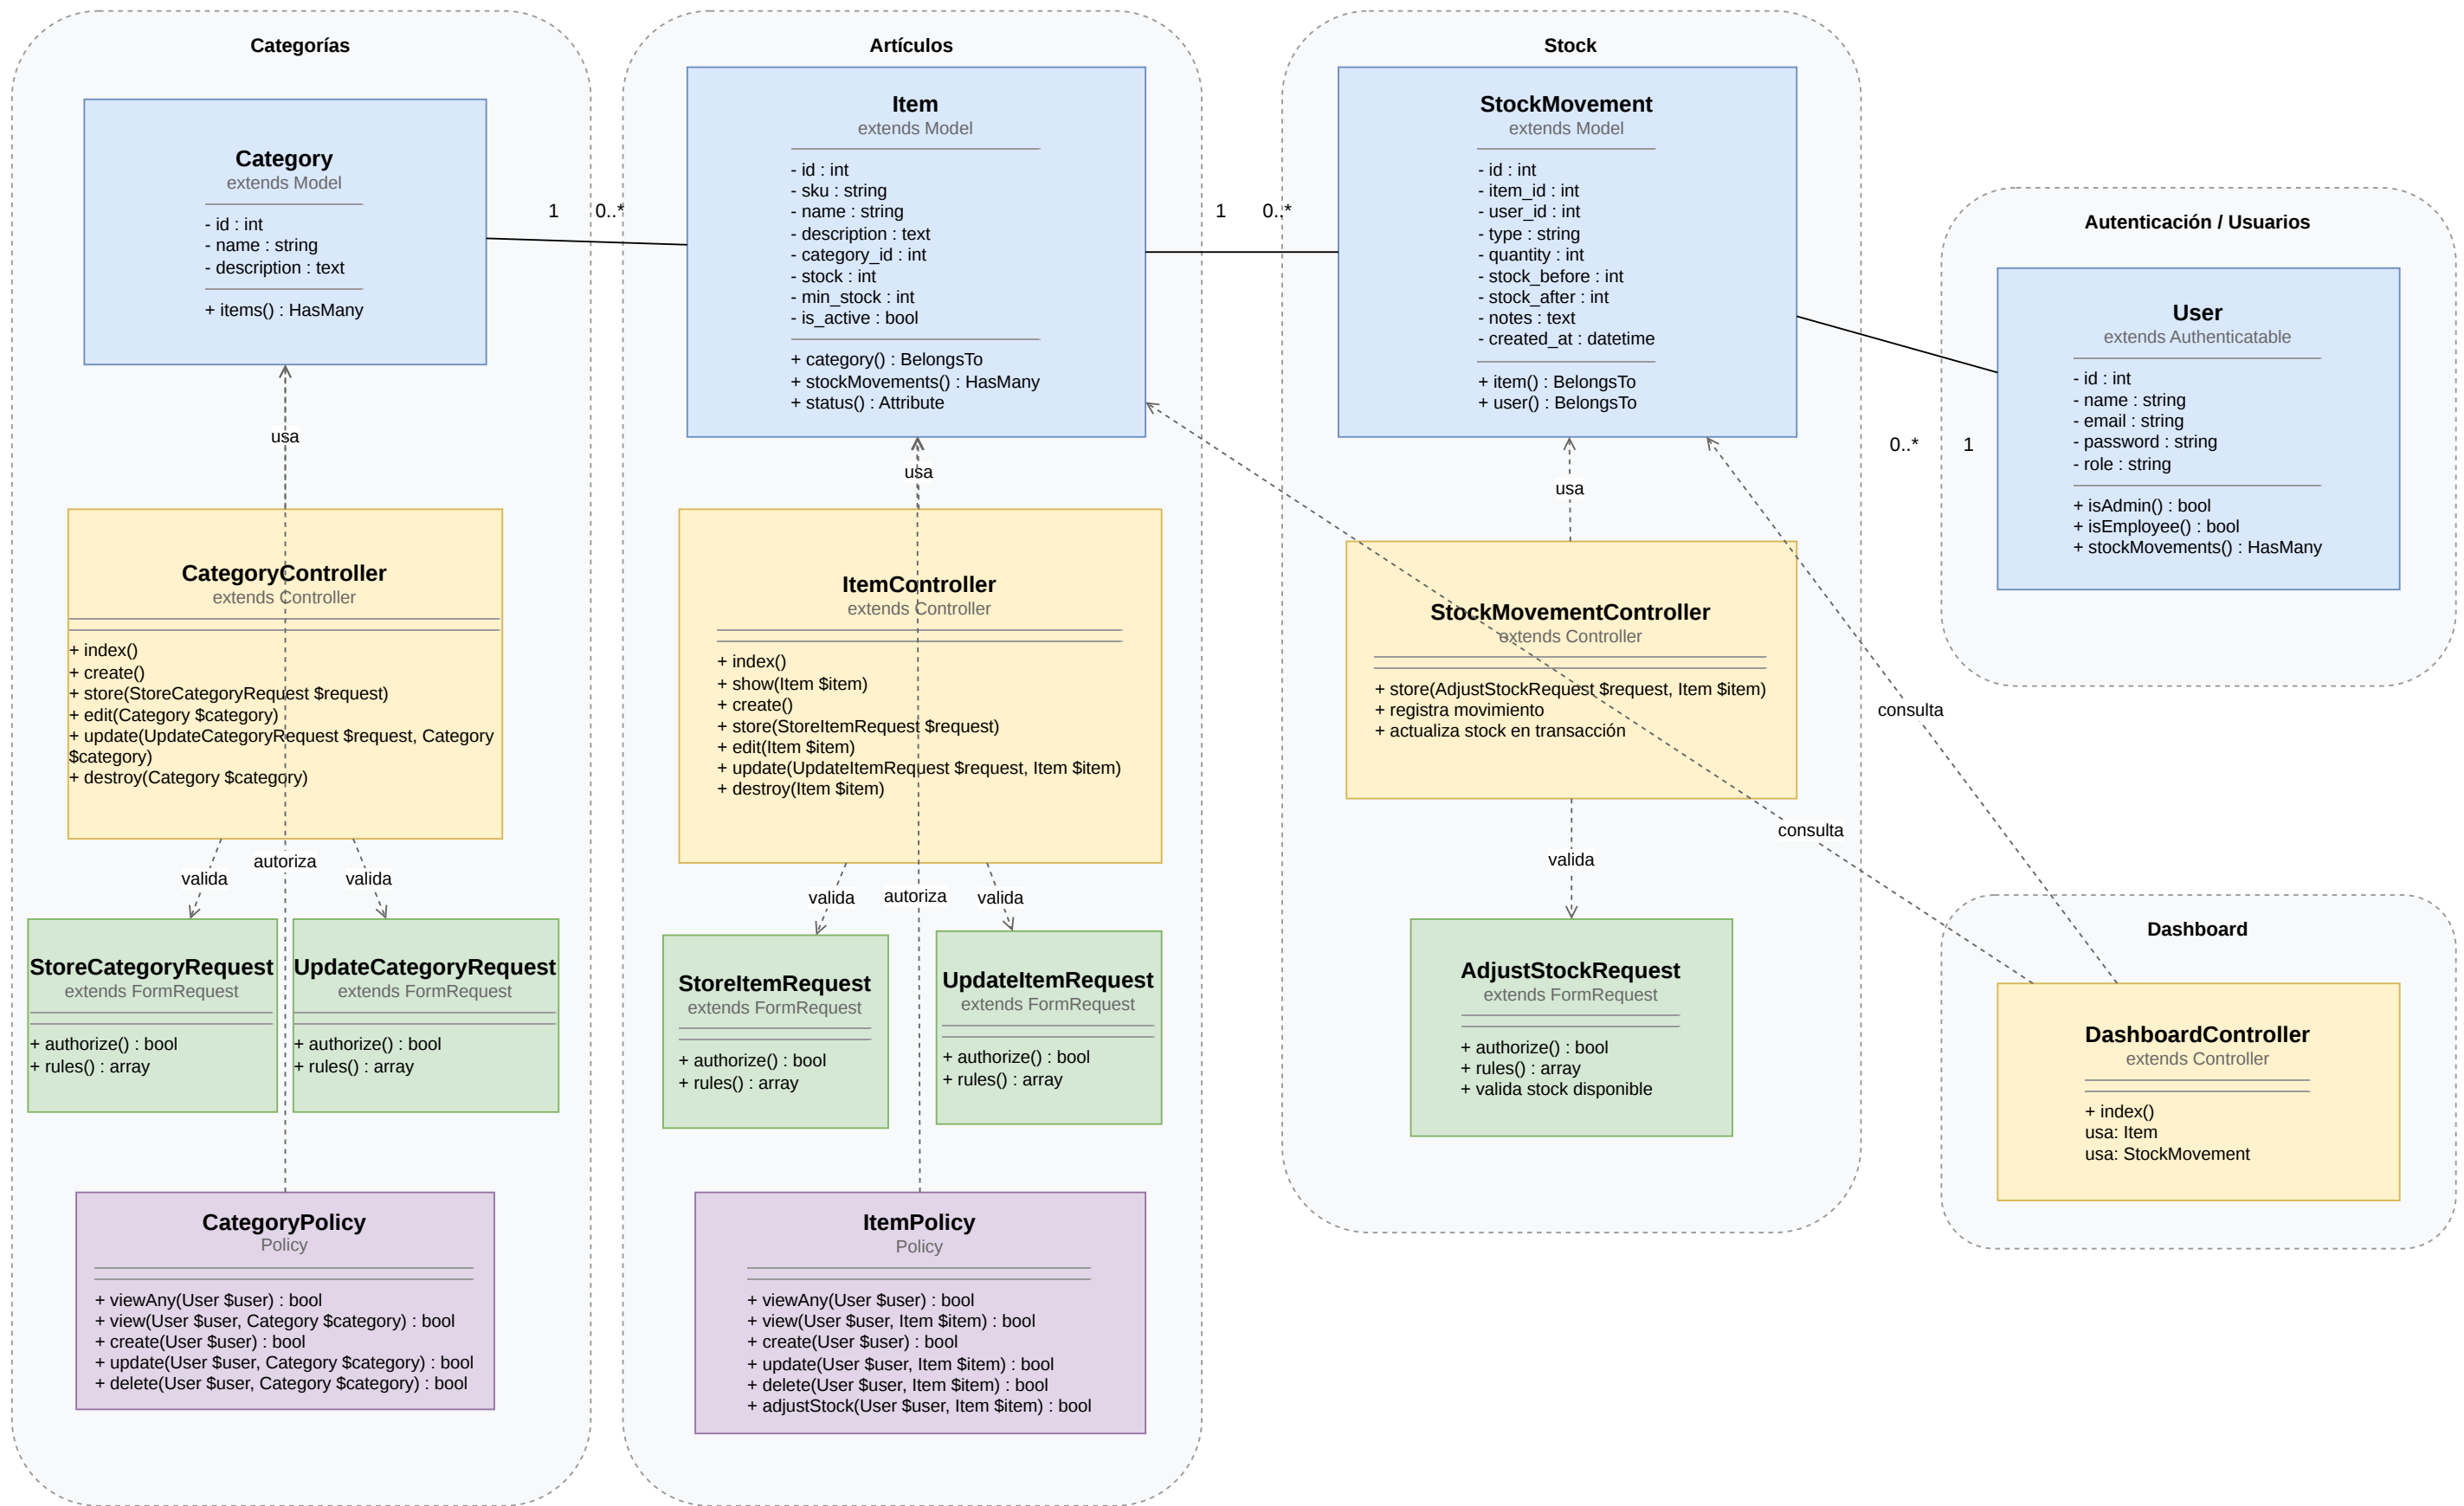 Categorías
Category
extends Model
- id : int
- name : string
- description : text
+ items() : HasMany
usa
CategoryController
extends Controller
+ index()
+ create()
+ store(StoreCategoryRequest $request)
+ edit(Category $category)
+ update(UpdateCategoryRequest $request, Category
$category)
+ destroy(Category $category)
valida
autoriza
valida
StoreCategoryRequest
extends FormRequest
+ authorize() : bool
+ rules() : array
UpdateCategoryRequest
extends FormRequest
+ authorize() : bool
+ rules() : array
CategoryPolicy
Policy
+ viewAny(User $user) : bool
+ view(User $user, Category $category) : bool
+ create(User $user) : bool
+ update(User $user, Category $category) : bool
+ delete(User $user, Category $category) : bool
1
0..*
Artículos
Item
extends Model
- id : int
- sku : string
- name : string
- description : text
- category_id : int
- stock : int
- min_stock : int
- is_active : bool
+ category() : BelongsTo
+ stockMovements() : HasMany
+ status() : Attribute
usa
ItemController
extends Controller
+ index()
+ show(Item $item)
+ create()
+ store(StoreItemRequest $request)
+ edit(Item $item)
+ update(UpdateItemRequest $request, Item $item)
+ destroy(Item $item)
valida
autoriza
valida
StoreItemRequest
extends FormRequest
+ authorize() : bool
+ rules() : array
UpdateItemRequest
extends FormRequest
+ authorize() : bool
+ rules() : array
ItemPolicy
Policy
+ viewAny(User $user) : bool
+ view(User $user, Item $item) : bool
+ create(User $user) : bool
+ update(User $user, Item $item) : bool
+ delete(User $user, Item $item) : bool
+ adjustStock(User $user, Item $item) : bool
1
0..*
Stock
StockMovement
extends Model
- id : int
- item_id : int
- user_id : int
- type : string
- quantity : int
- stock_before : int
- stock_after : int
- notes : text
- created_at : datetime
+ item() : BelongsTo
+ user() : BelongsTo
usa
StockMovementController
extends Controller
+ store(AdjustStockRequest $request, Item $item)
+ registra movimiento
+ actualiza stock en transacción
valida
AdjustStockRequest
extends FormRequest
+ authorize() : bool
+ rules() : array
+ valida stock disponible
0..*
1
Autenticación / Usuarios
User
extends Authenticatable
- id : int
- name : string
- email : string
- password : string
- role : string
+ isAdmin() : bool
+ isEmployee() : bool
+ stockMovements() : HasMany
consulta
consulta
Dashboard
DashboardController
extends Controller
+ index()
usa: Item
usa: StockMovement